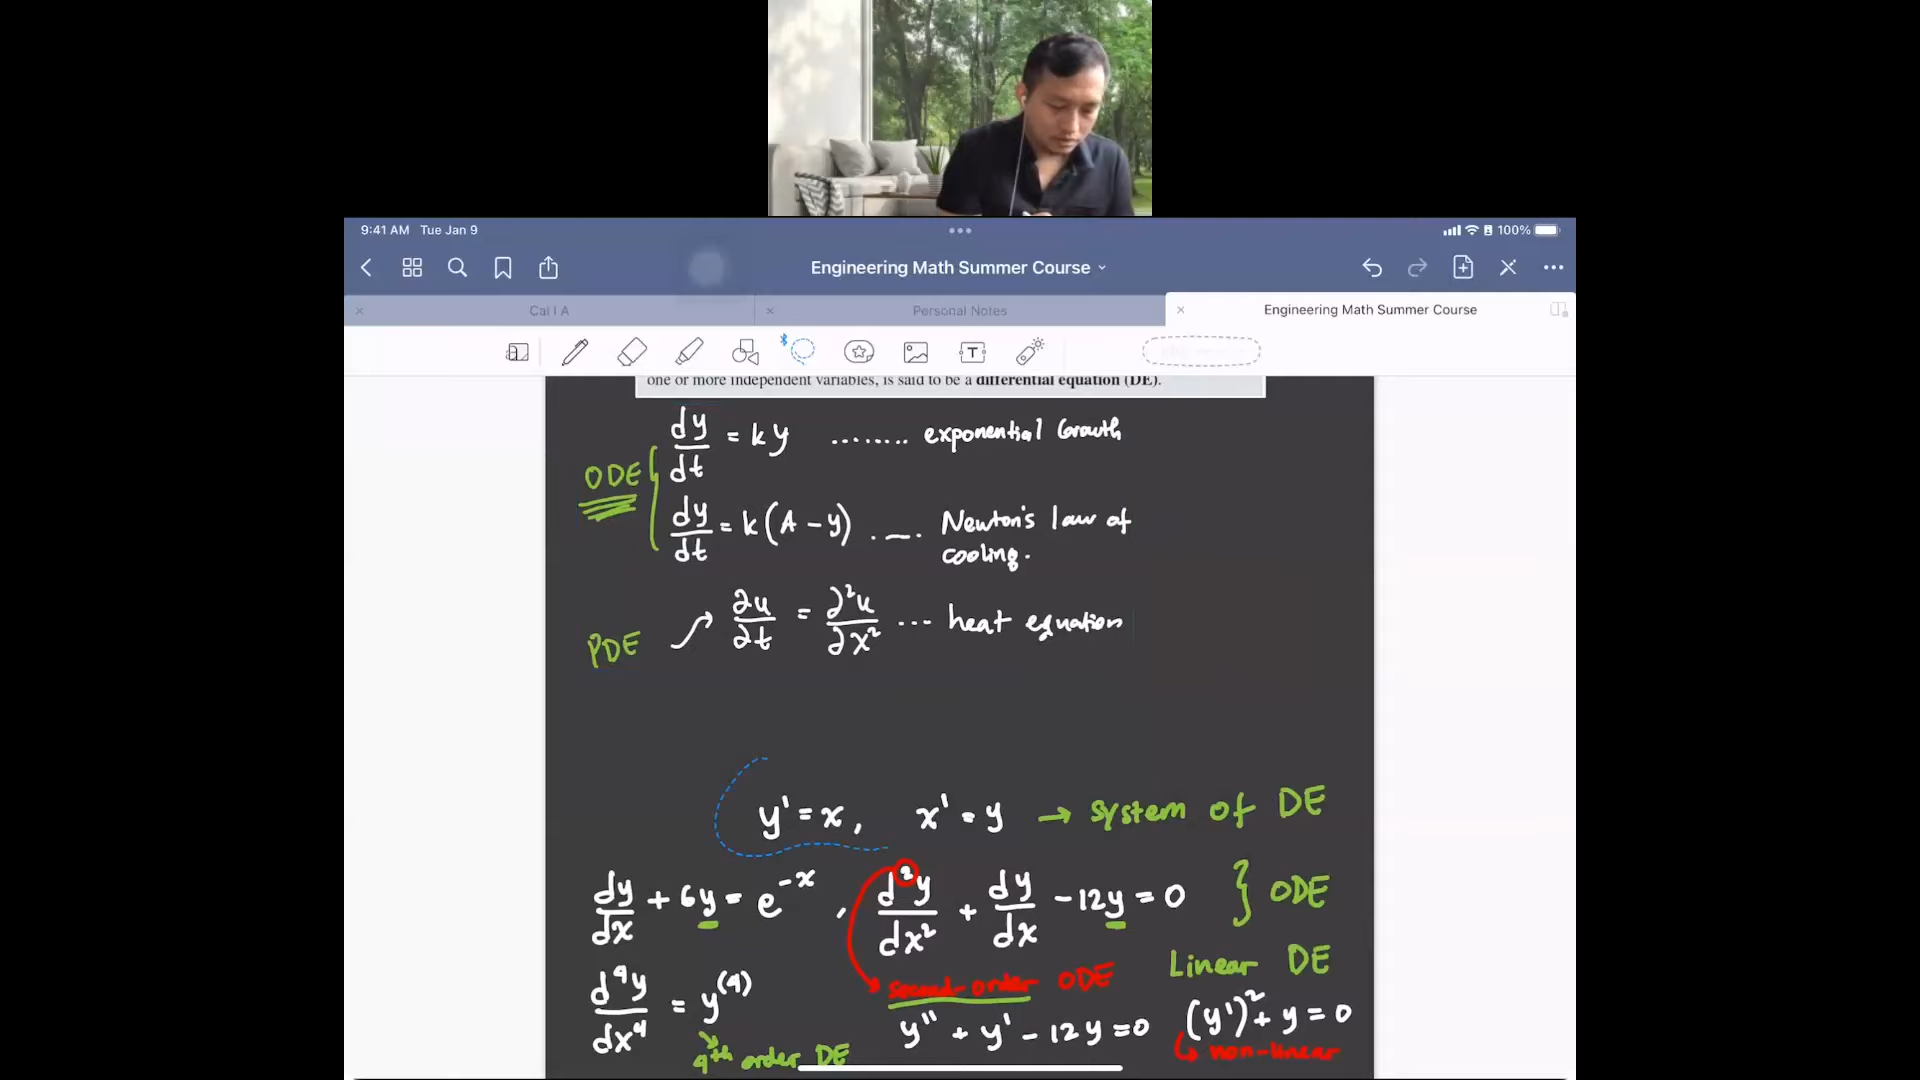 9:41 AM Tue Jan 9
100%
Engineering Math Summer Course
Cal I A
Personal Notes
Engineering Math Summer Course
one or more independent variables, is said to be a differential equation (DE).
dy/dt = ky ........ exponential Growth
ODE
dy/dt = k(A - y) .... Newton's law of
cooling.
PDE ∂u/∂t = ∂²u/∂x² ... heat equation
y' = x, x' = y → system of DE
dy/dx + 6y = e^{-x}, d²y/dx² + dy/dx - 12y = 0 } ODE
Linear DE
second-order ODE
d⁴y/dx⁴ = y⁽⁴⁾
y'' + y' - 12y = 0
(y')² + y = 0
4th order DE
non-linear